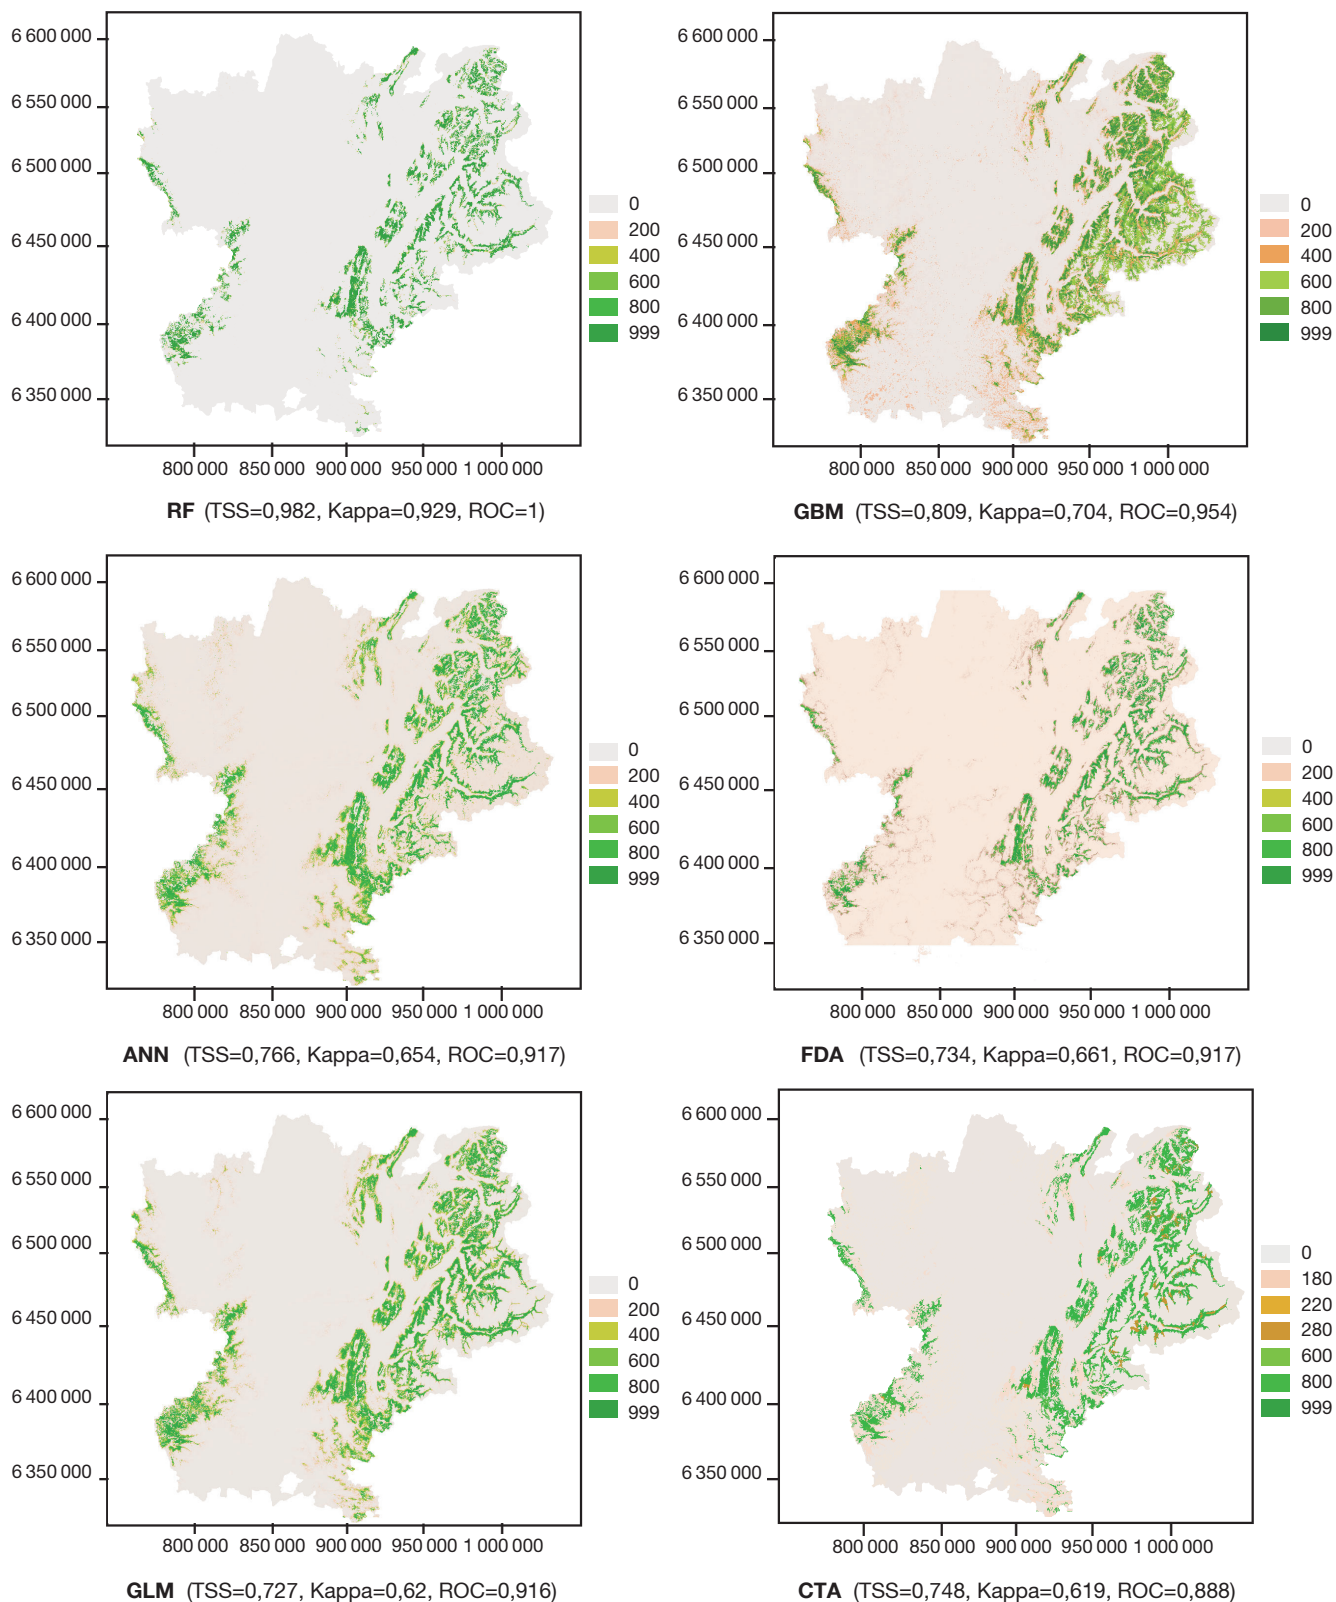 6 600 000
6 550 000
6 500 000
6 450 000
6 400 000
6 350 000
800 000 850 000 900 000 950 000 1 000 000
0
200
400
600
800
999
RF (TSS=0,982, Kappa=0,929, ROC=1)
6 600 000
6 550 000
6 500 000
6 450 000
6 400 000
6 350 000
800 000 850 000 900 000 950 000 1 000 000
0
200
400
600
800
999
GBM (TSS=0,809, Kappa=0,704, ROC=0,954)
6 600 000
6 550 000
6 500 000
6 450 000
6 400 000
6 350 000
800 000 850 000 900 000 950 000 1 000 000
0
200
400
600
800
999
ANN (TSS=0,766, Kappa=0,654, ROC=0,917)
6 600 000
6 550 000
6 500 000
6 450 000
6 400 000
6 350 000
800 000 850 000 900 000 950 000 1 000 000
0
200
400
600
800
999
FDA (TSS=0,734, Kappa=0,661, ROC=0,917)
6 600 000
6 550 000
6 500 000
6 450 000
6 400 000
6 350 000
800 000 850 000 900 000 950 000 1 000 000
0
200
400
600
800
999
GLM (TSS=0,727, Kappa=0,62, ROC=0,916)
6 600 000
6 550 000
6 500 000
6 450 000
6 400 000
6 350 000
800 000 850 000 900 000 950 000 1 000 000
0
180
220
280
600
800
999
CTA (TSS=0,748, Kappa=0,619, ROC=0,888)